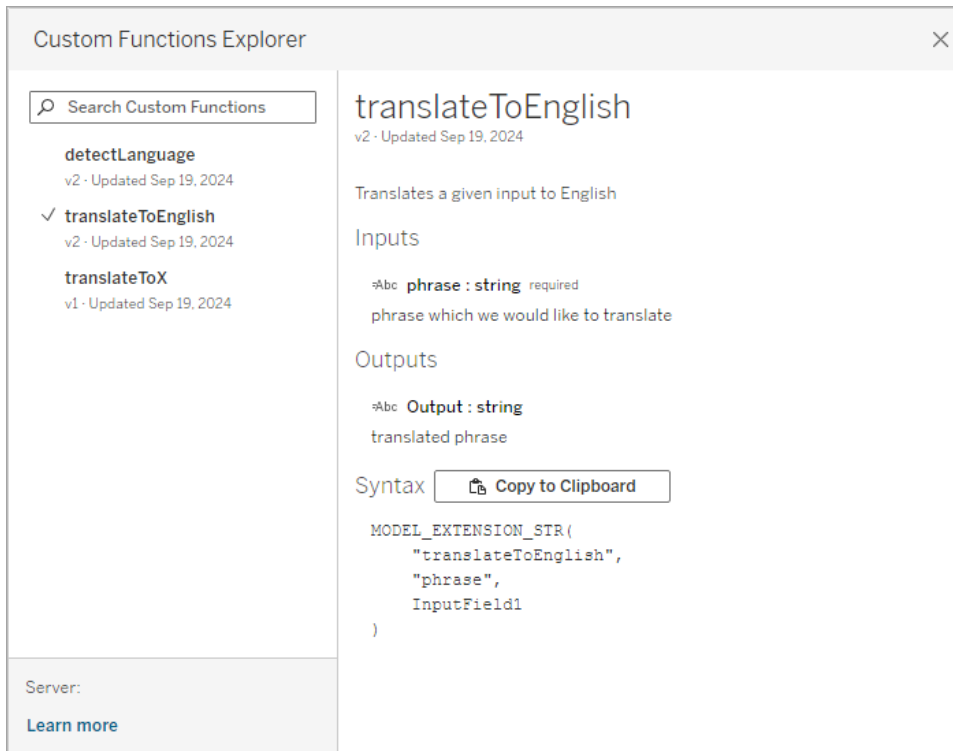 Custom Functions Explorer
Search Custom Functions
detectLanguage
v2 · Updated Sep 19, 2024
translateToEnglish
v2 · Updated Sep 19, 2024
translateToX
v1 · Updated Sep 19, 2024
Server:
Learn more
translateToEnglish
v2 · Updated Sep 19, 2024
Translates a given input to English
Inputs
=Abc phrase : string required
phrase which we would like to translate
Outputs
=Abc Output : string
translated phrase
Syntax Copy to Clipboard
MODEL_EXTENSION_STR(
"translateToEnglish",
"phrase",
InputField1
)